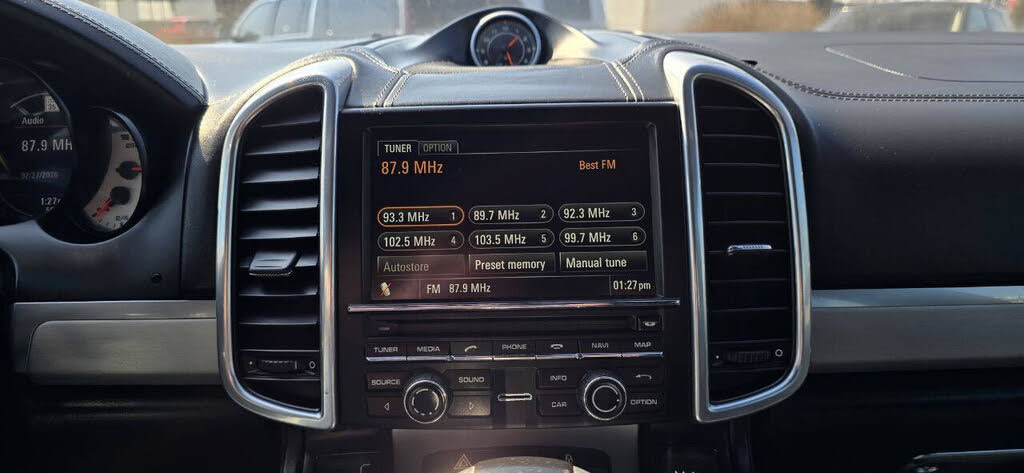 Audio
87.9 MH
1:27
TUNER OPTION
87.9 MHz Best FM
93.3 MHz 1 89.7 MHz 2 92.3 MHz 3
102.5 MHz 4 103.5 MHz 5 99.7 MHz 6
Autostore Preset memory Manual tune
FM 87.9 MHz 01:27 pm
TUNER MEDIA PHONE NAVI MAP
SOURCE SOUND INFO
CAR OPTION